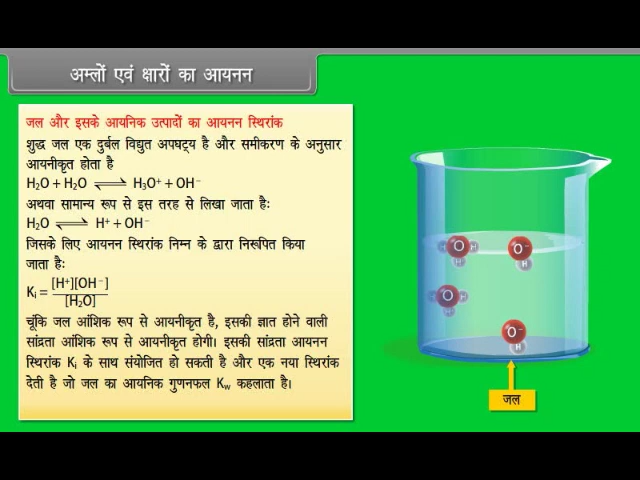 अम्लों एवं क्षारों का आयनन
जल और इसके आयनिक उत्पादों का आयनन स्थिरांक
शुद्ध जल एक दुर्बल विद्युत अपघट्य है और समीकरण के अनुसार
आयनीकृत होता है
H₂O + H₂O ⇌ H₃O⁺ + OH⁻
अथवा सामान्य रूप से इस तरह से लिखा जाता है:
H₂O ⇌ H⁺ + OH⁻
जिसके लिए आयनन स्थिरांक निम्न के द्वारा निरूपित किया
जाता है:
Kᵢ = [H⁺][OH⁻] / [H₂O]
चूंकि जल आंशिक रूप से आयनीकृत है, इसकी ज्ञात होने वाली
सांद्रता आंशिक रूप से आयनीकृत होगी। इसकी सांद्रता आयनन
स्थिरांक Kᵢ के साथ संयोजित हो सकती है और एक नया स्थिरांक
देती है जो जल का आयनिक गुणनफल K_w कहलाता है।
H O H H
O⁻ H
H O H
O⁻ H
जल